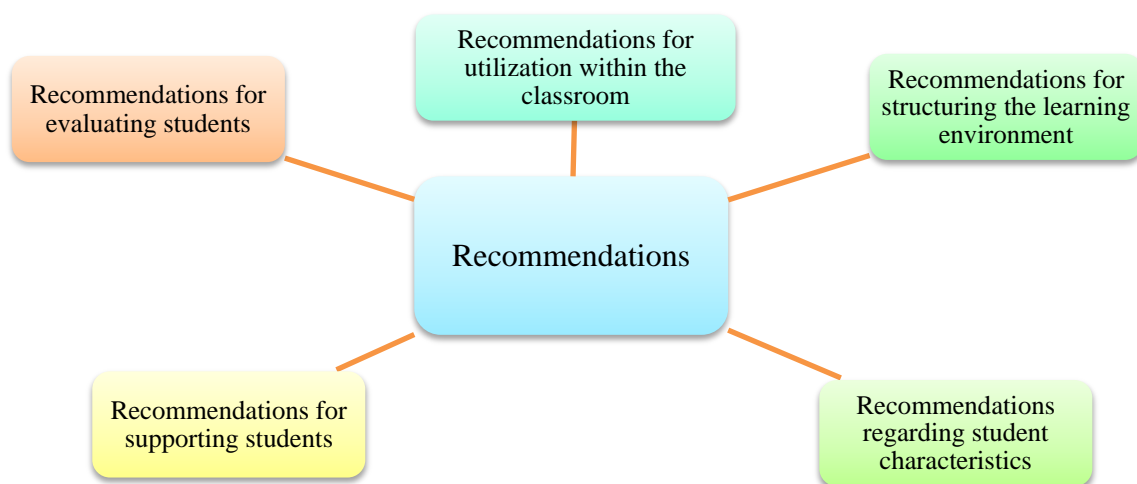 Recommendations for
utilization within the
classroom
Recommendations for
evaluating students
Recommendations for
structuring the learning
environment
Recommendations
Recommendations for
supporting students
Recommendations
regarding student
characteristics